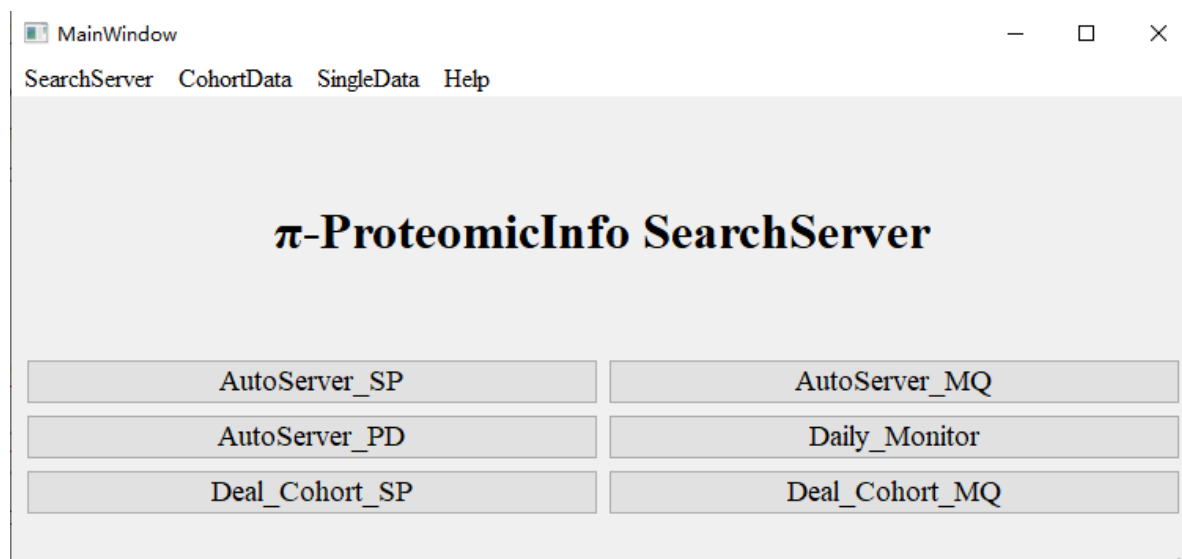 MainWindow
SearchServer CohortData SingleData Help
π-ProteomicInfo SearchServer
AutoServer_SP AutoServer_MQ
AutoServer_PD Daily_Monitor
Deal_Cohort_SP Deal_Cohort_MQ